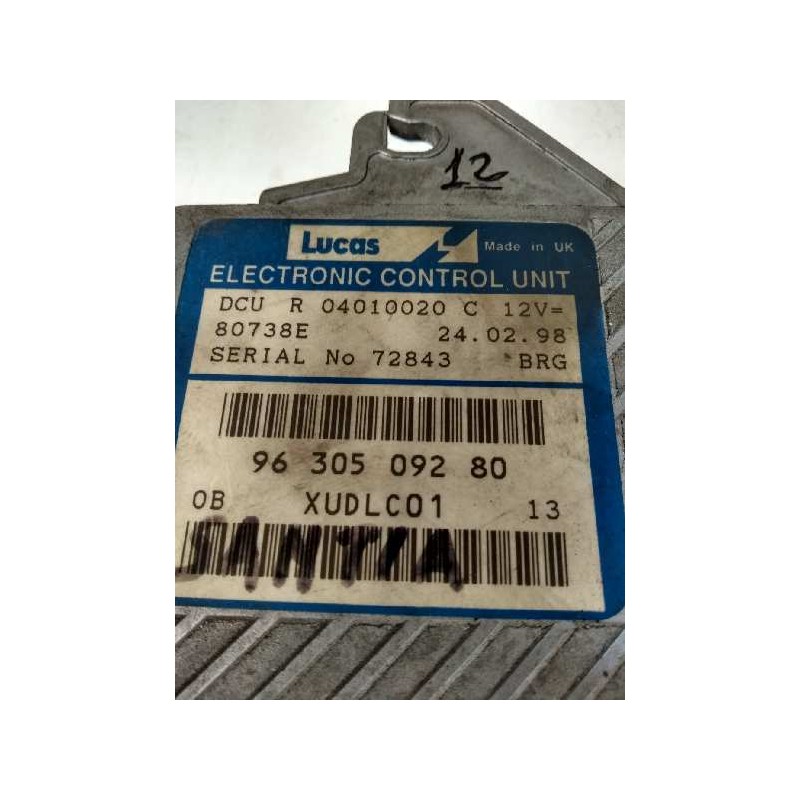 12
Lucas Made in UK
ELECTRONIC CONTROL UNIT
DCU R 04010020 C 12V=
80738E 24.02.98
SERIAL No 72843 BRG
96 305 092 80
0B XUDLC01 13
SANTIA